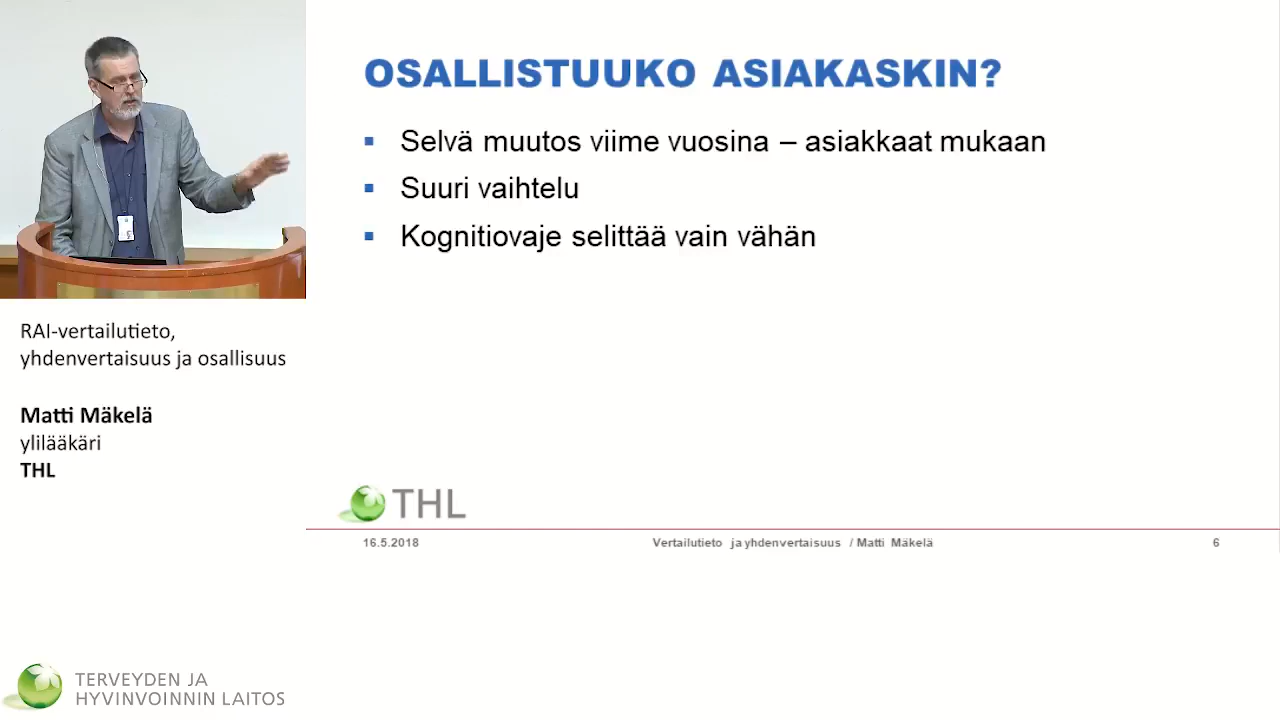 OSALLISTUUKO ASIAKASKIN?
▪ Selvä muutos viime vuosina – asiakkaat mukaan
▪ Suuri vaihtelu
▪ Kognitiovaje selittää vain vähän
RAI-vertailutieto,
yhdenvertaisuus ja osallisuus
Matti Mäkelä
ylilääkäri
THL
THL
16.5.2018 Vertailutieto ja yhdenvertaisuus / Matti Mäkelä 6
TERVEYDEN JA
HYVINVOINNIN LAITOS